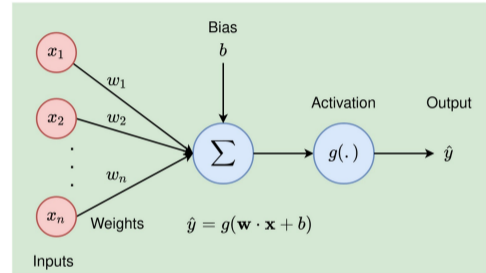 Bias
b
x₁
w₁
Activation
Output
x₂
w₂
∑
g(.)
ŷ
wₙ
xₙ
Weights
ŷ = g(w · x + b)
Inputs